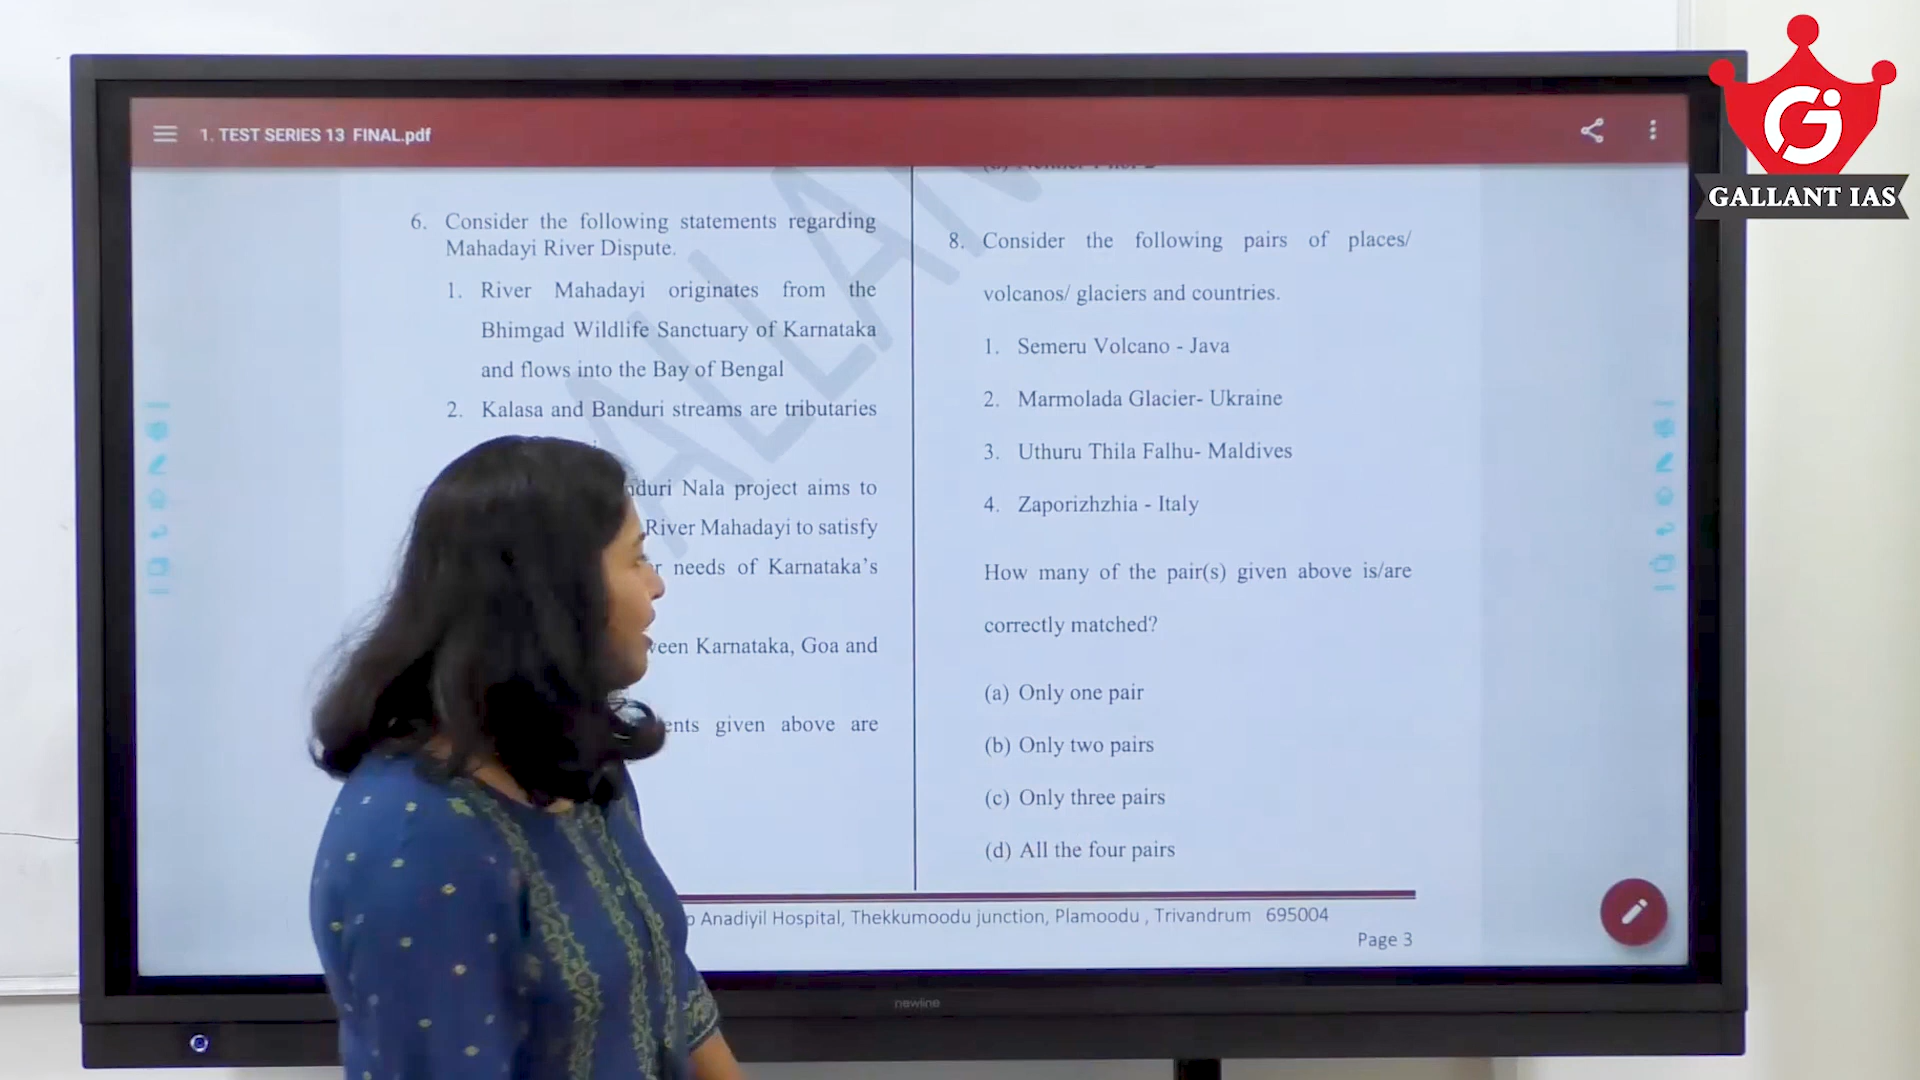 1. TEST SERIES 13 FINAL.pdf
GALLANT IAS
6. Consider the following statements regarding
Mahadayi River Dispute.
1. River Mahadayi originates from the
Bhimgad Wildlife Sanctuary of Karnataka
and flows into the Bay of Bengal
2. Kalasa and Banduri streams are tributaries
Nala project aims to
River Mahadayi to satisfy
needs of Karnataka's
Karnataka, Goa and
given above are
8. Consider the following pairs of places/
volcanos/ glaciers and countries.
1. Semeru Volcano - Java
2. Marmolada Glacier- Ukraine
3. Uthuru Thila Falhu- Maldives
4. Zaporizhzhia - Italy
How many of the pair(s) given above is/are
correctly matched?
(a) Only one pair
(b) Only two pairs
(c) Only three pairs
(d) All the four pairs
Anadiyil Hospital, Thekkumoodu junction, Plamoodu , Trivandrum 695004
Page 3
newline